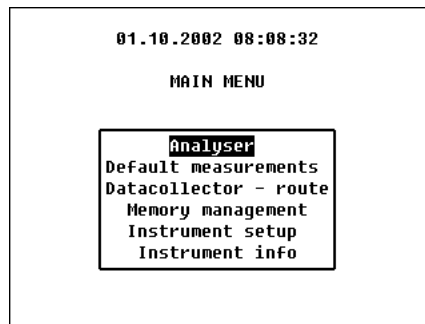 01.10.2002 08:08:32
MAIN MENU
Analyser
Default measurements
Datacollector - route
Memory management
Instrument setup
Instrument info